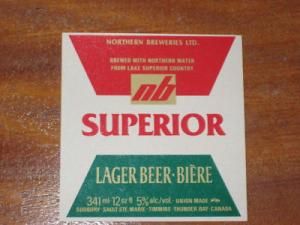 NORTHERN BREWERIES LTD.
BREWED WITH NORTHERN WATER
FROM LAKE SUPERIOR COUNTRY
nb
SUPERIOR
LAGER BEER·BIÈRE
341 ml·12 oz fl 5% alc/vol· UNION MADE
SUDBURY·SAULT STE. MARIE·TIMMINS·THUNDER BAY·CANADA